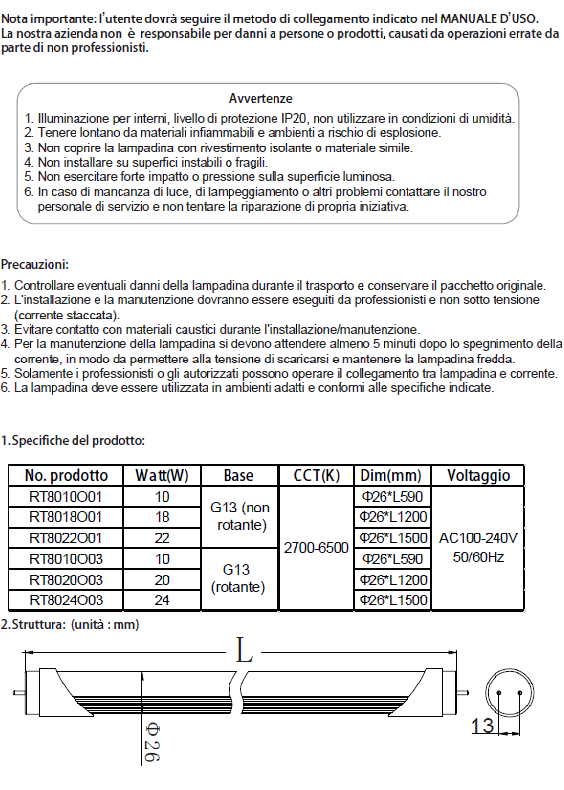 Nota importante: l'utente dovrà seguire il metodo di collegamento indicato nel MANUALE D'USO.
La nostra azienda non è responsabile per danni a persone o prodotti, causati da operazioni errate da
parte di non professionisti.
Avvertenze
1. Illuminazione per interni, livello di protezione IP20, non utilizzare in condizioni di umidità.
2. Tenere lontano da materiali infiammabili e ambienti a rischio di esplosione.
3. Non coprire la lampadina con rivestimento isolante o materiale simile.
4. Non installare su superfici instabili o fragili.
5. Non esercitare forte impatto o pressione sulla superficie luminosa.
6. In caso di mancanza di luce, di lampeggiamento o altri problemi contattare il nostro
personale di servizio e non tentare la riparazione di propria iniziativa.
Precauzioni:
1. Controllare eventuali danni della lampadina durante il trasporto e conservare il pacchetto originale.
2. L'installazione e la manutenzione dovranno essere eseguiti da professionisti e non sotto tensione
(corrente staccata).
3. Evitare contatto con materiali caustici durante l'installazione/manutenzione.
4. Per la manutenzione della lampadina si devono attendere almeno 5 minuti dopo lo spegnimento della
corrente, in modo da permettere alla tensione di scaricarsi e mantenere la lampadina fredda.
5. Solamente i professionisti o gli autorizzati possono operare il collegamento tra lampadina e corrente.
6. La lampadina deve essere utilizzata in ambienti adatti e conformi alle specifiche indicate.
1.Specifiche del prodotto:
No. prodotto Watt(W) Base CCT(K) Dim(mm) Voltaggio
RT8010O01 10 G13 (non rotante) 2700-6500 Φ26*L590 AC100-240V 50/60Hz
RT8018O01 18 Φ26*L1200
RT8022O01 22 Φ26*L1500
RT8010O03 10 G13 (rotante) Φ26*L590
RT8020O03 20 Φ26*L1200
RT8024O03 24 Φ26*L1500
2.Struttura: (unità : mm)
L
Φ26
13